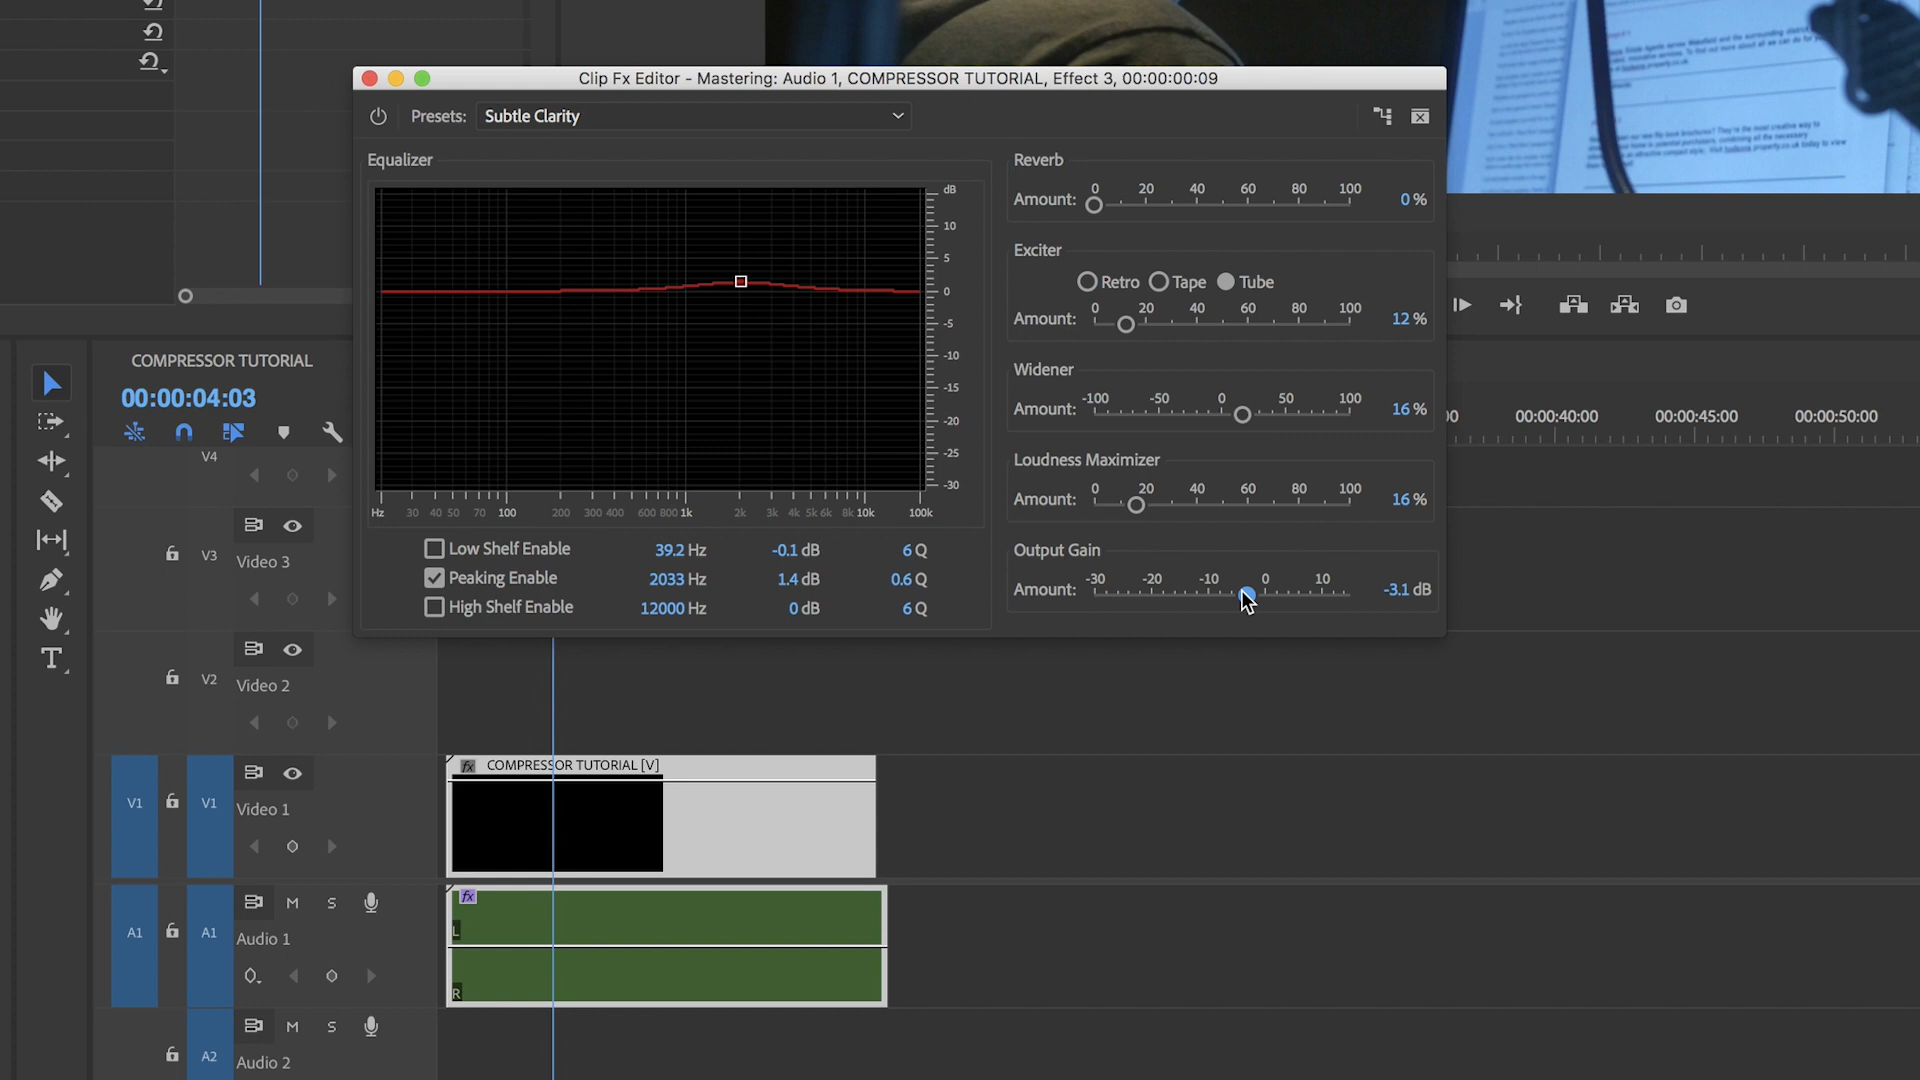 Clip Fx Editor - Mastering: Audio 1, COMPRESSOR TUTORIAL, Effect 3, 00:00:00:09
Presets: Subtle Clarity
Equalizer
dB
10
5
0
-5
-10
-15
-20
-25
-30
Hz 30 40 50 70 100 200 300 400 600 800 1k 2k 3k 4k 5k 6k 8k 10k 100k
Low Shelf Enable 39.2 Hz -0.1 dB 6 Q
Peaking Enable 2033 Hz 1.4 dB 0.6 Q
High Shelf Enable 12000 Hz 0 dB 6 Q
Reverb
0 20 40 60 80 100
Amount: 0 %
Exciter
Retro Tape Tube
0 20 40 60 80 100
Amount: 12 %
Widener
-100 -50 0 50 100
Amount: 16 %
Loudness Maximizer
0 20 40 60 80 100
Amount: 16 %
Output Gain
-30 -20 -10 0 10
Amount: -3.1 dB
COMPRESSOR TUTORIAL
00:00:04:03
00:00:40:00 00:00:45:00 00:00:50:00
V4
V3 Video 3
V2 Video 2
V1 V1 Video 1
fx COMPRESSOR TUTORIAL [V]
A1 A1 M S Audio 1
fx
L
R
A2 M S Audio 2